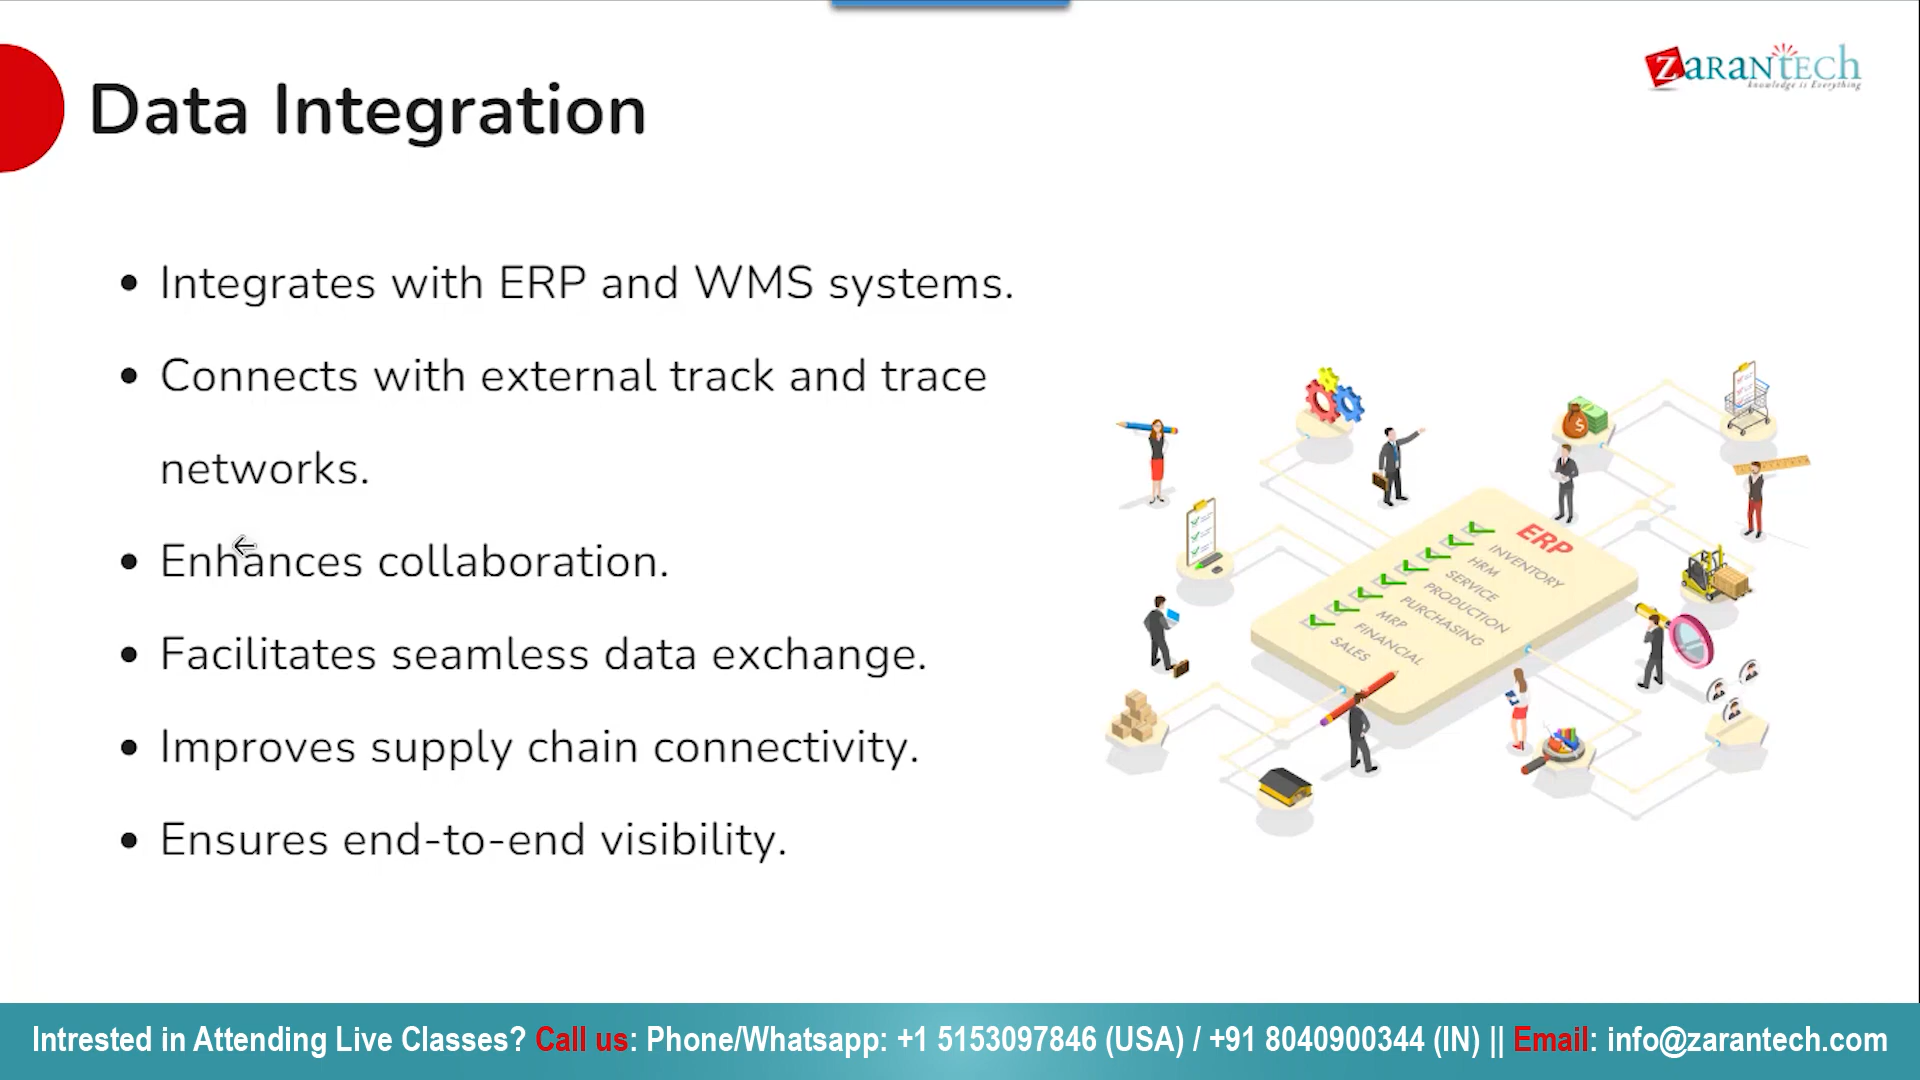 ZARANTECH
knowledge is Everything
Data Integration
• Integrates with ERP and WMS systems.
• Connects with external track and trace
networks.
• Enhances collaboration.
• Facilitates seamless data exchange.
• Improves supply chain connectivity.
• Ensures end-to-end visibility.
ERP
INVENTORY
HRM
SERVICE
PRODUCTION
PURCHASING
MRP
FINANCIAL
SALES
Intrested in Attending Live Classes? Call us: Phone/Whatsapp: +1 5153097846 (USA) / +91 8040900344 (IN) || Email: info@zarantech.com